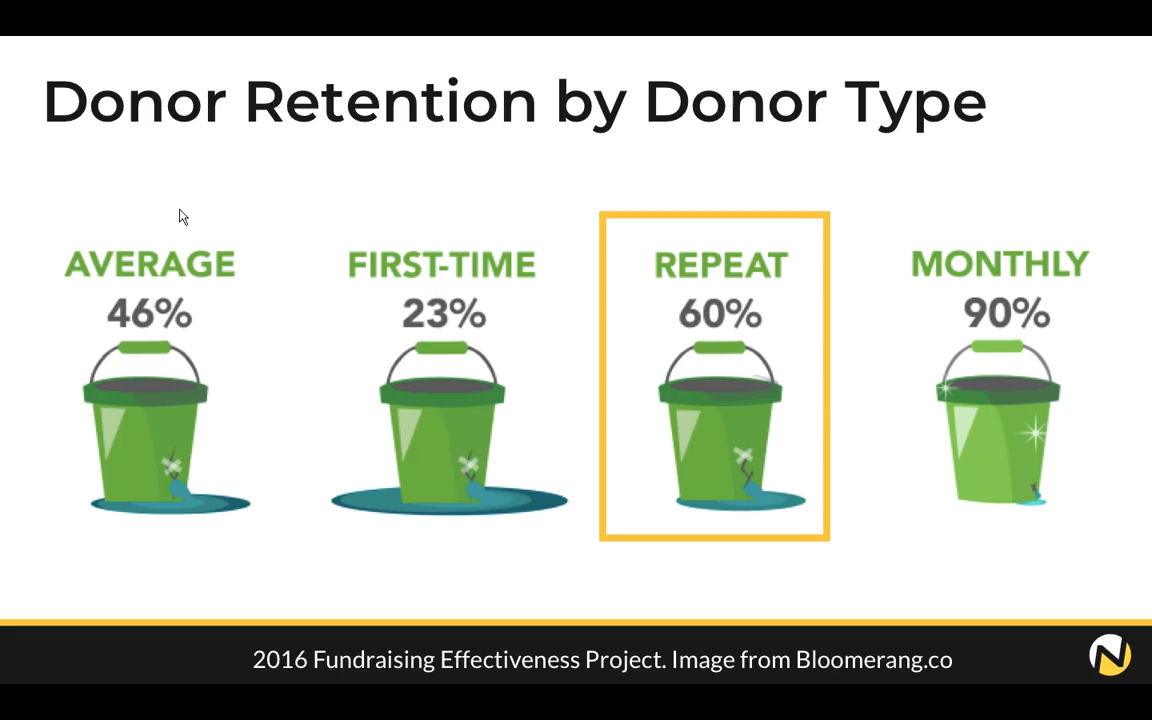 Donor Retention by Donor Type
AVERAGE
46%
FIRST-TIME
23%
REPEAT
60%
MONTHLY
90%
2016 Fundraising Effectiveness Project. Image from Bloomerang.co
N